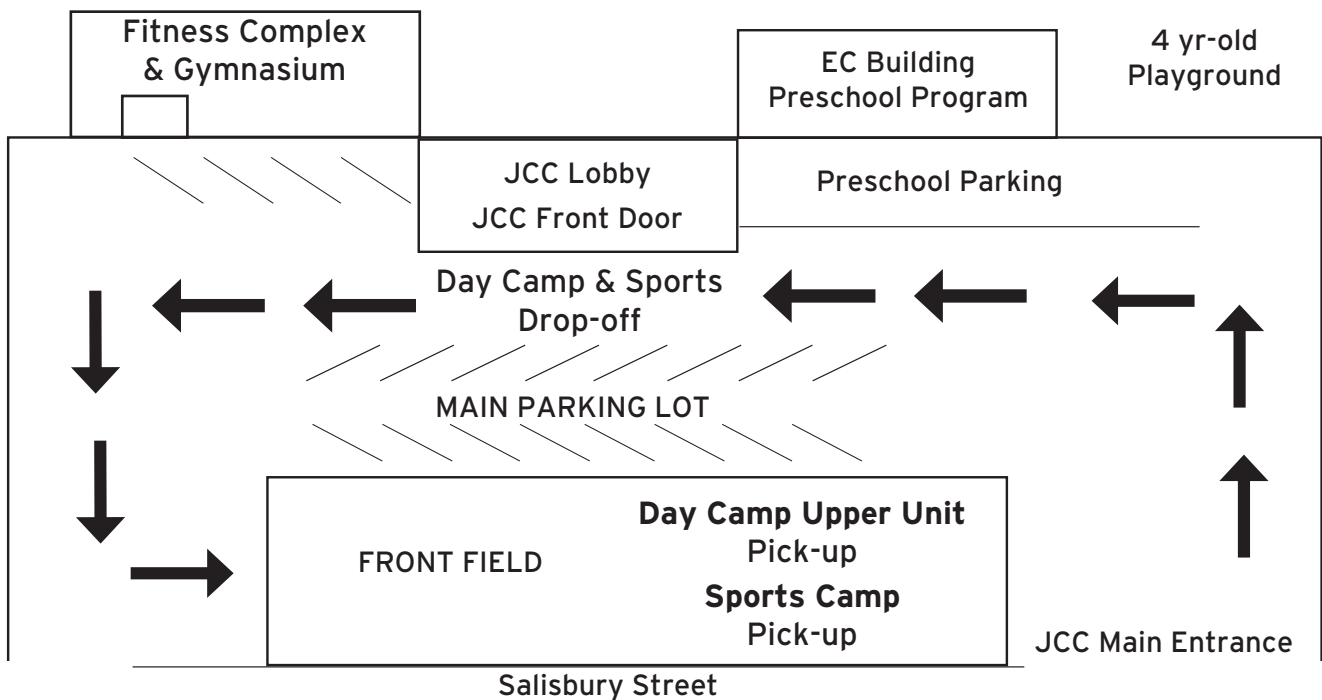 Fitness Complex
& Gymnasium
EC Building
Preschool Program
4 yr-old
Playground
JCC Lobby
JCC Front Door
Preschool Parking
Day Camp & Sports
Drop-off
MAIN PARKING LOT
FRONT FIELD
Day Camp Upper Unit
Pick-up
Sports Camp
Pick-up
JCC Main Entrance
Salisbury Street